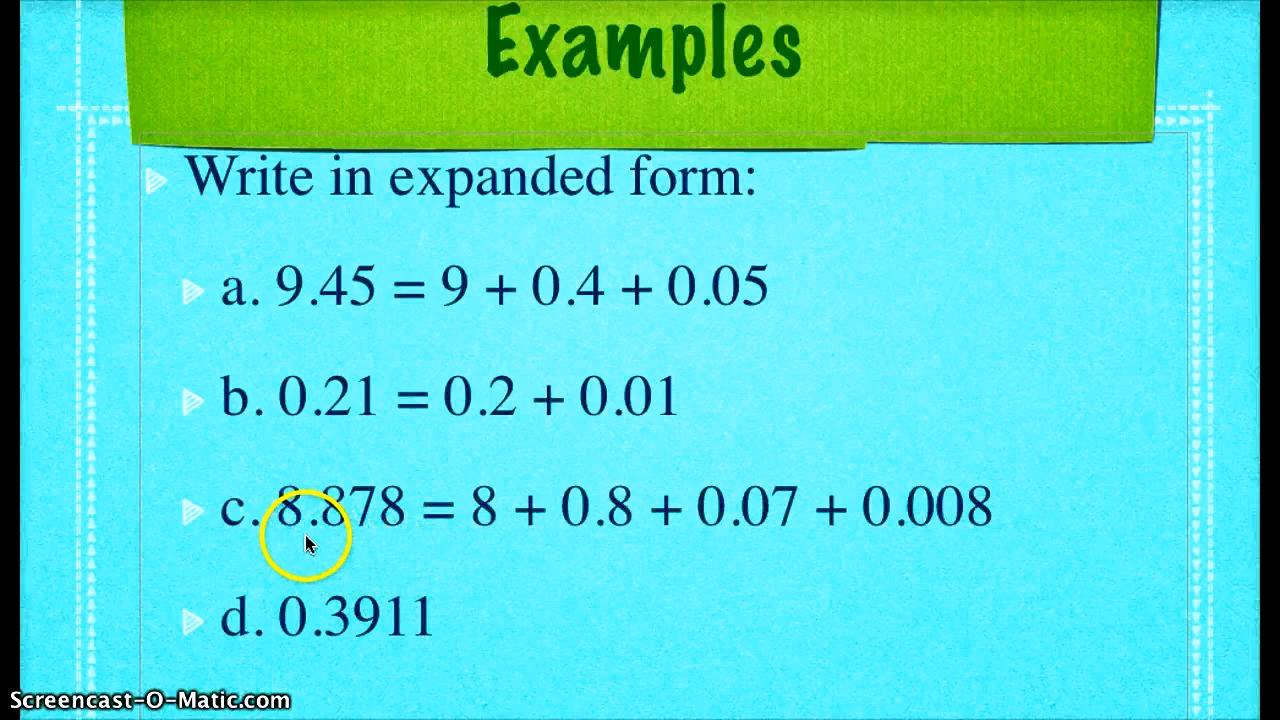 Examples
Write in expanded form:
a. 9.45 = 9 + 0.4 + 0.05
b. 0.21 = 0.2 + 0.01
c. 8.878 = 8 + 0.8 + 0.07 + 0.008
d. 0.3911
Screencast-O-Matic.com